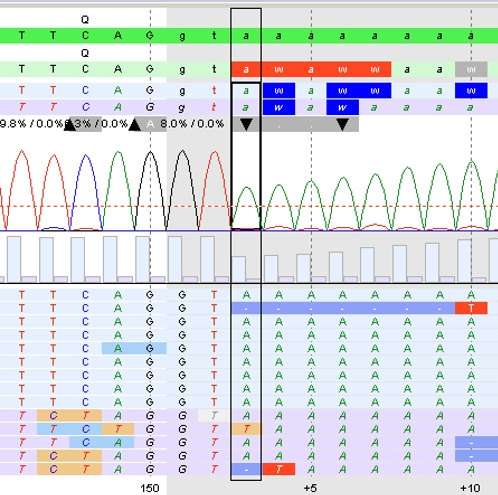 Q
T T C A G g t a a a a a a a a
Q
T T C A G g t a w a w w a a w
T T C A G g t a w a w w a a w
T T C A G g t a w a w a a a a
9.8% / 0.0% 3% / 0.0% A 8.0% / 0.0%
T T C A G G T A A A A A A A A
T T C A G G T - - - - - - - T
T T C A G G T A A A A A A A A
T T C A G G T A A A A A A A A
T T C A G G T A A A A A A A A
T T C A G G T A A A A A A A A
T T C A G G T A A A A A A A A
T T C A G G T A A A A A A A A
T T C A G G T A A A A A A A A
T C T A G G T A A A A A A A A
T T C T G G T T A A A A A A A
T T C A G G T A A A A A A A -
T C T A G G T A A A A A A A -
T C T A G G T - T A A A A A A
150 +5 +10